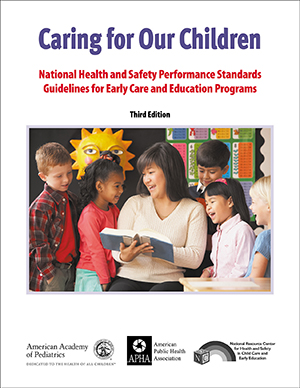 Caring for Our Children
National Health and Safety Performance Standards
Guidelines for Early Care and Education Programs
Third Edition
American Academy
of Pediatrics
DEDICATED TO THE HEALTH OF ALL CHILDREN™
APHA
American
Public Health
Association
National Resource Center
for Health and Safety
in Child Care and
Early Education